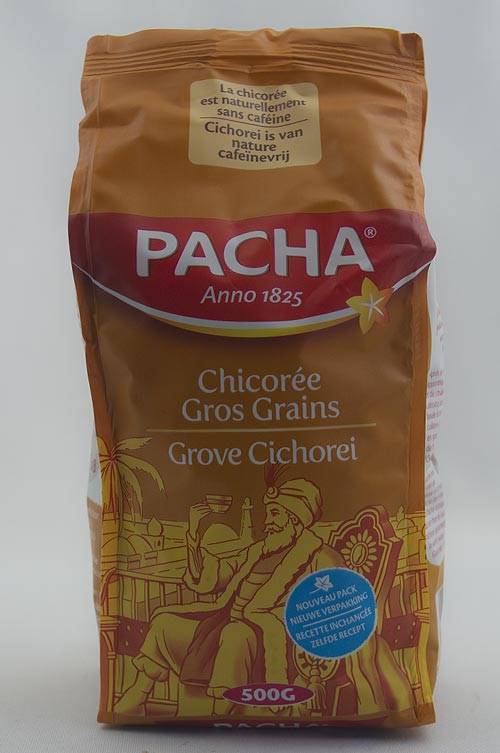 La chicorée
est naturellement
sans caféine
Cichorei is van
nature
cafeïnevrij
PACHA®
Anno 1825
Chicorée
Gros Grains
Grove Cichorei
NOUVEAU PACK
NIEUWE VERPAKKING
RECETTE INCHANGÉE
ZELFDE RECEPT
500G
PACHA